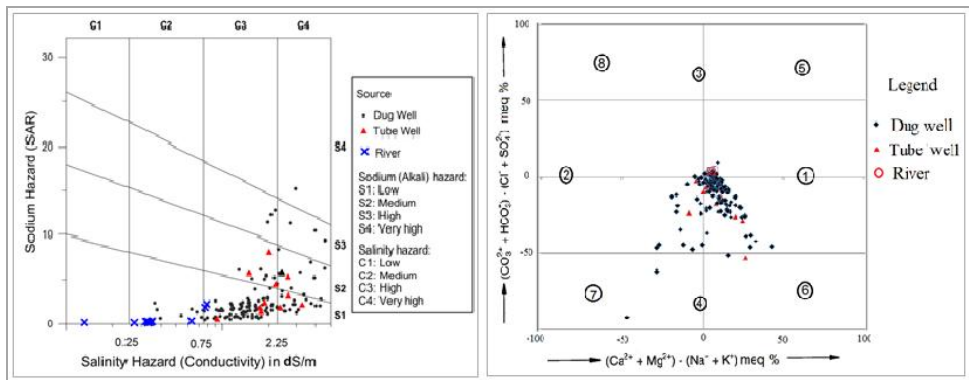 G1 G2 G3 G4
30
20
10
0
Sodium Hazard (SAR)
S4
S3
S2
S1
0.25 0.75 2.25
Salinity Hazard (Conductivity) in dS/m
Source:
Dug Well
Tube Well
River
Sodium (Alkali) hazard:
S1: Low
S2: Medium
S3: High
S4: Very high
Salinity hazard:
C1: Low
C2: Medium
C3: High
C4: Very high
100
50
0
-50
-100 -50 0 50 100
(CO₃²⁺ + HCO₃⁻) - (Cl⁻ + SO₄²⁻) meq %
(Ca²⁺ + Mg²⁺) - (Na⁺ + K⁺) meq %
8
3
5
2
1
7
4
6
Legend
Dug well
Tube well
River